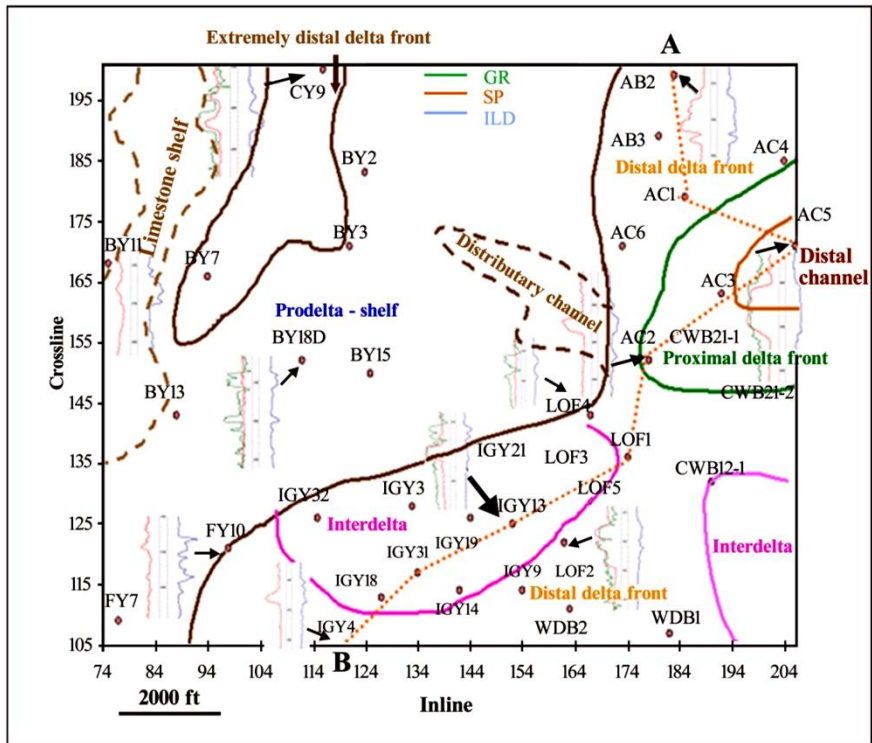 Extremely distal delta front
A
195
CY9
GR
SP
ILD
AB2
AB3
185
BY2
Distal delta front
AC4
AC1
Limestone shelf
175
BY3
AC6
AC5
BY11
BY7
Distributary channel
Distal
channel
165
AC3
Prodelta - shelf
155
BY18D
AC2
CWB21-1
BY15
Proximal delta front
Crossline
BY13
LOF4
CWB21-2
145
IGY21
LOF3
LOF1
135
CWB12-1
IGY32
IGY3
IGY13
LOF5
125
FY10
Interdelta
IGY19
Interdelta
IGY31
115
IGY18
IGY9
LOF2
FY7
IGY14
Distal delta front
IGY4
WDB2
WDB1
105
B
74
84
94
104
114
124
134
144
154
164
174
184
194
204
2000 ft
Inline